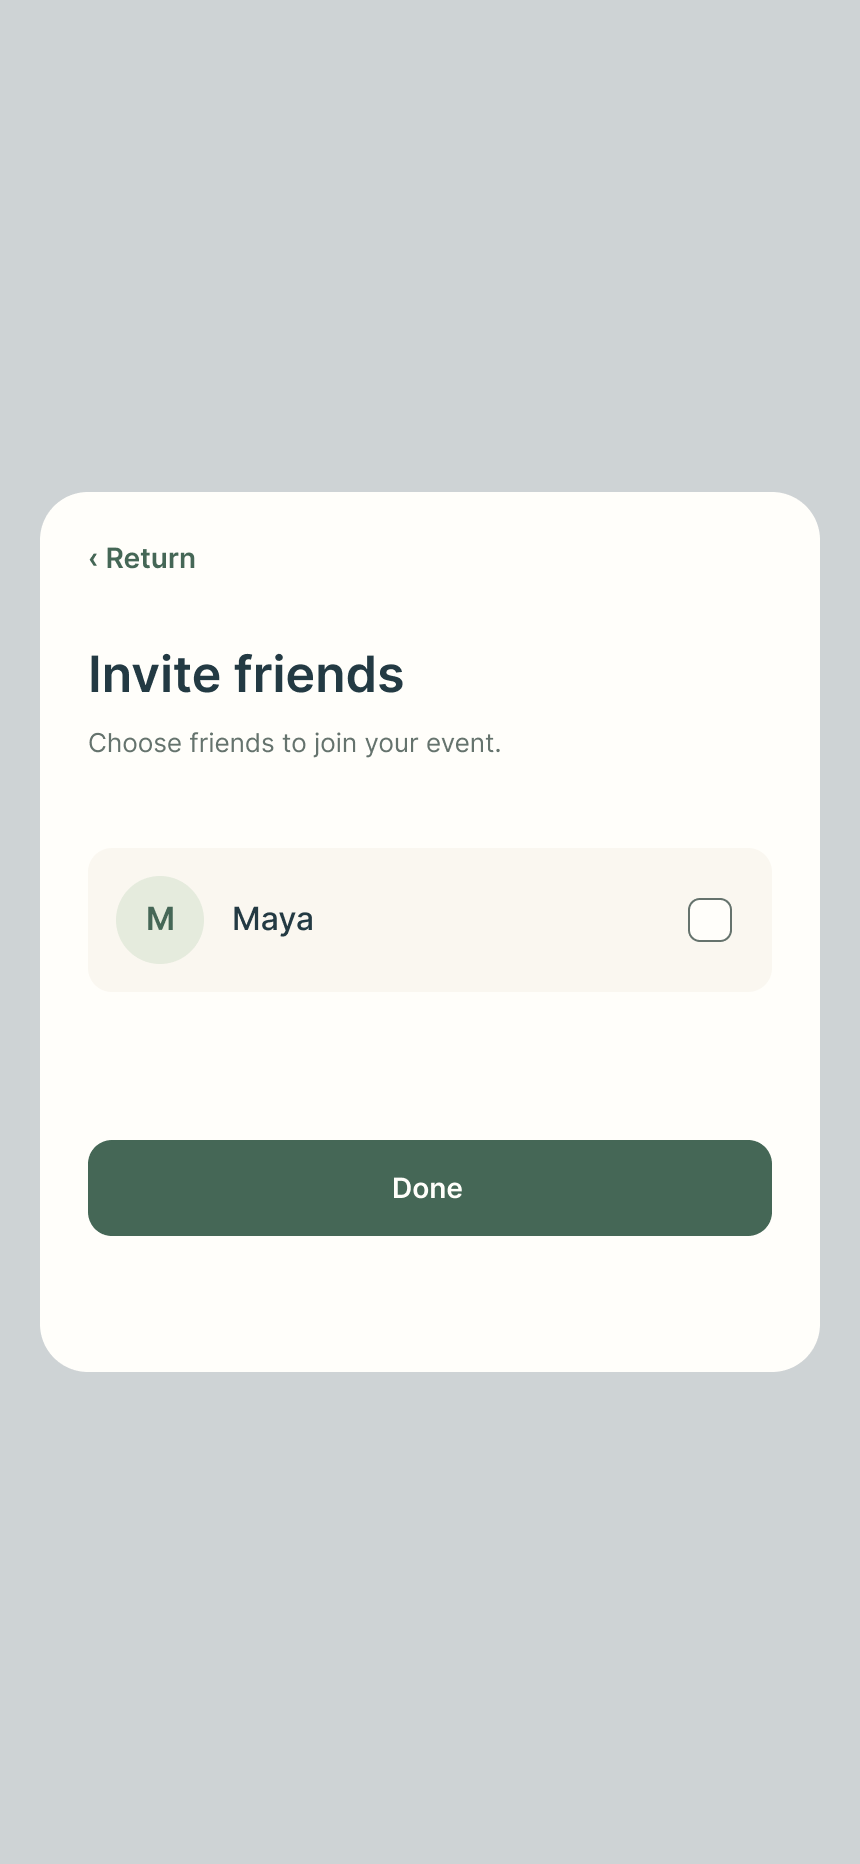 ‹ Return
Invite friends
Choose friends to join your event.
M
Maya
Done